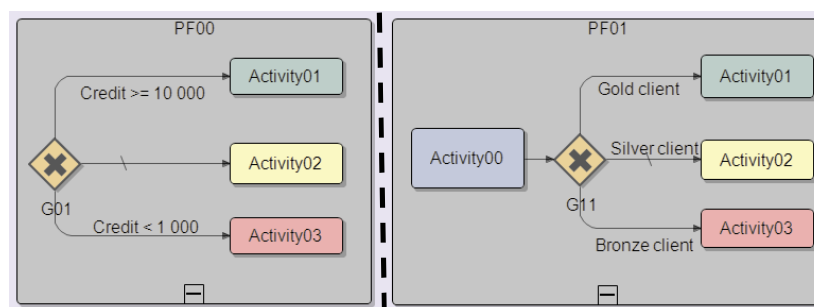 PF00
Activity01
Credit >= 10 000
Activity02
G01
Credit < 1 000
Activity03
PF01
Activity01
Gold client
Activity00
Silver client
Activity02
G11
Activity03
Bronze client